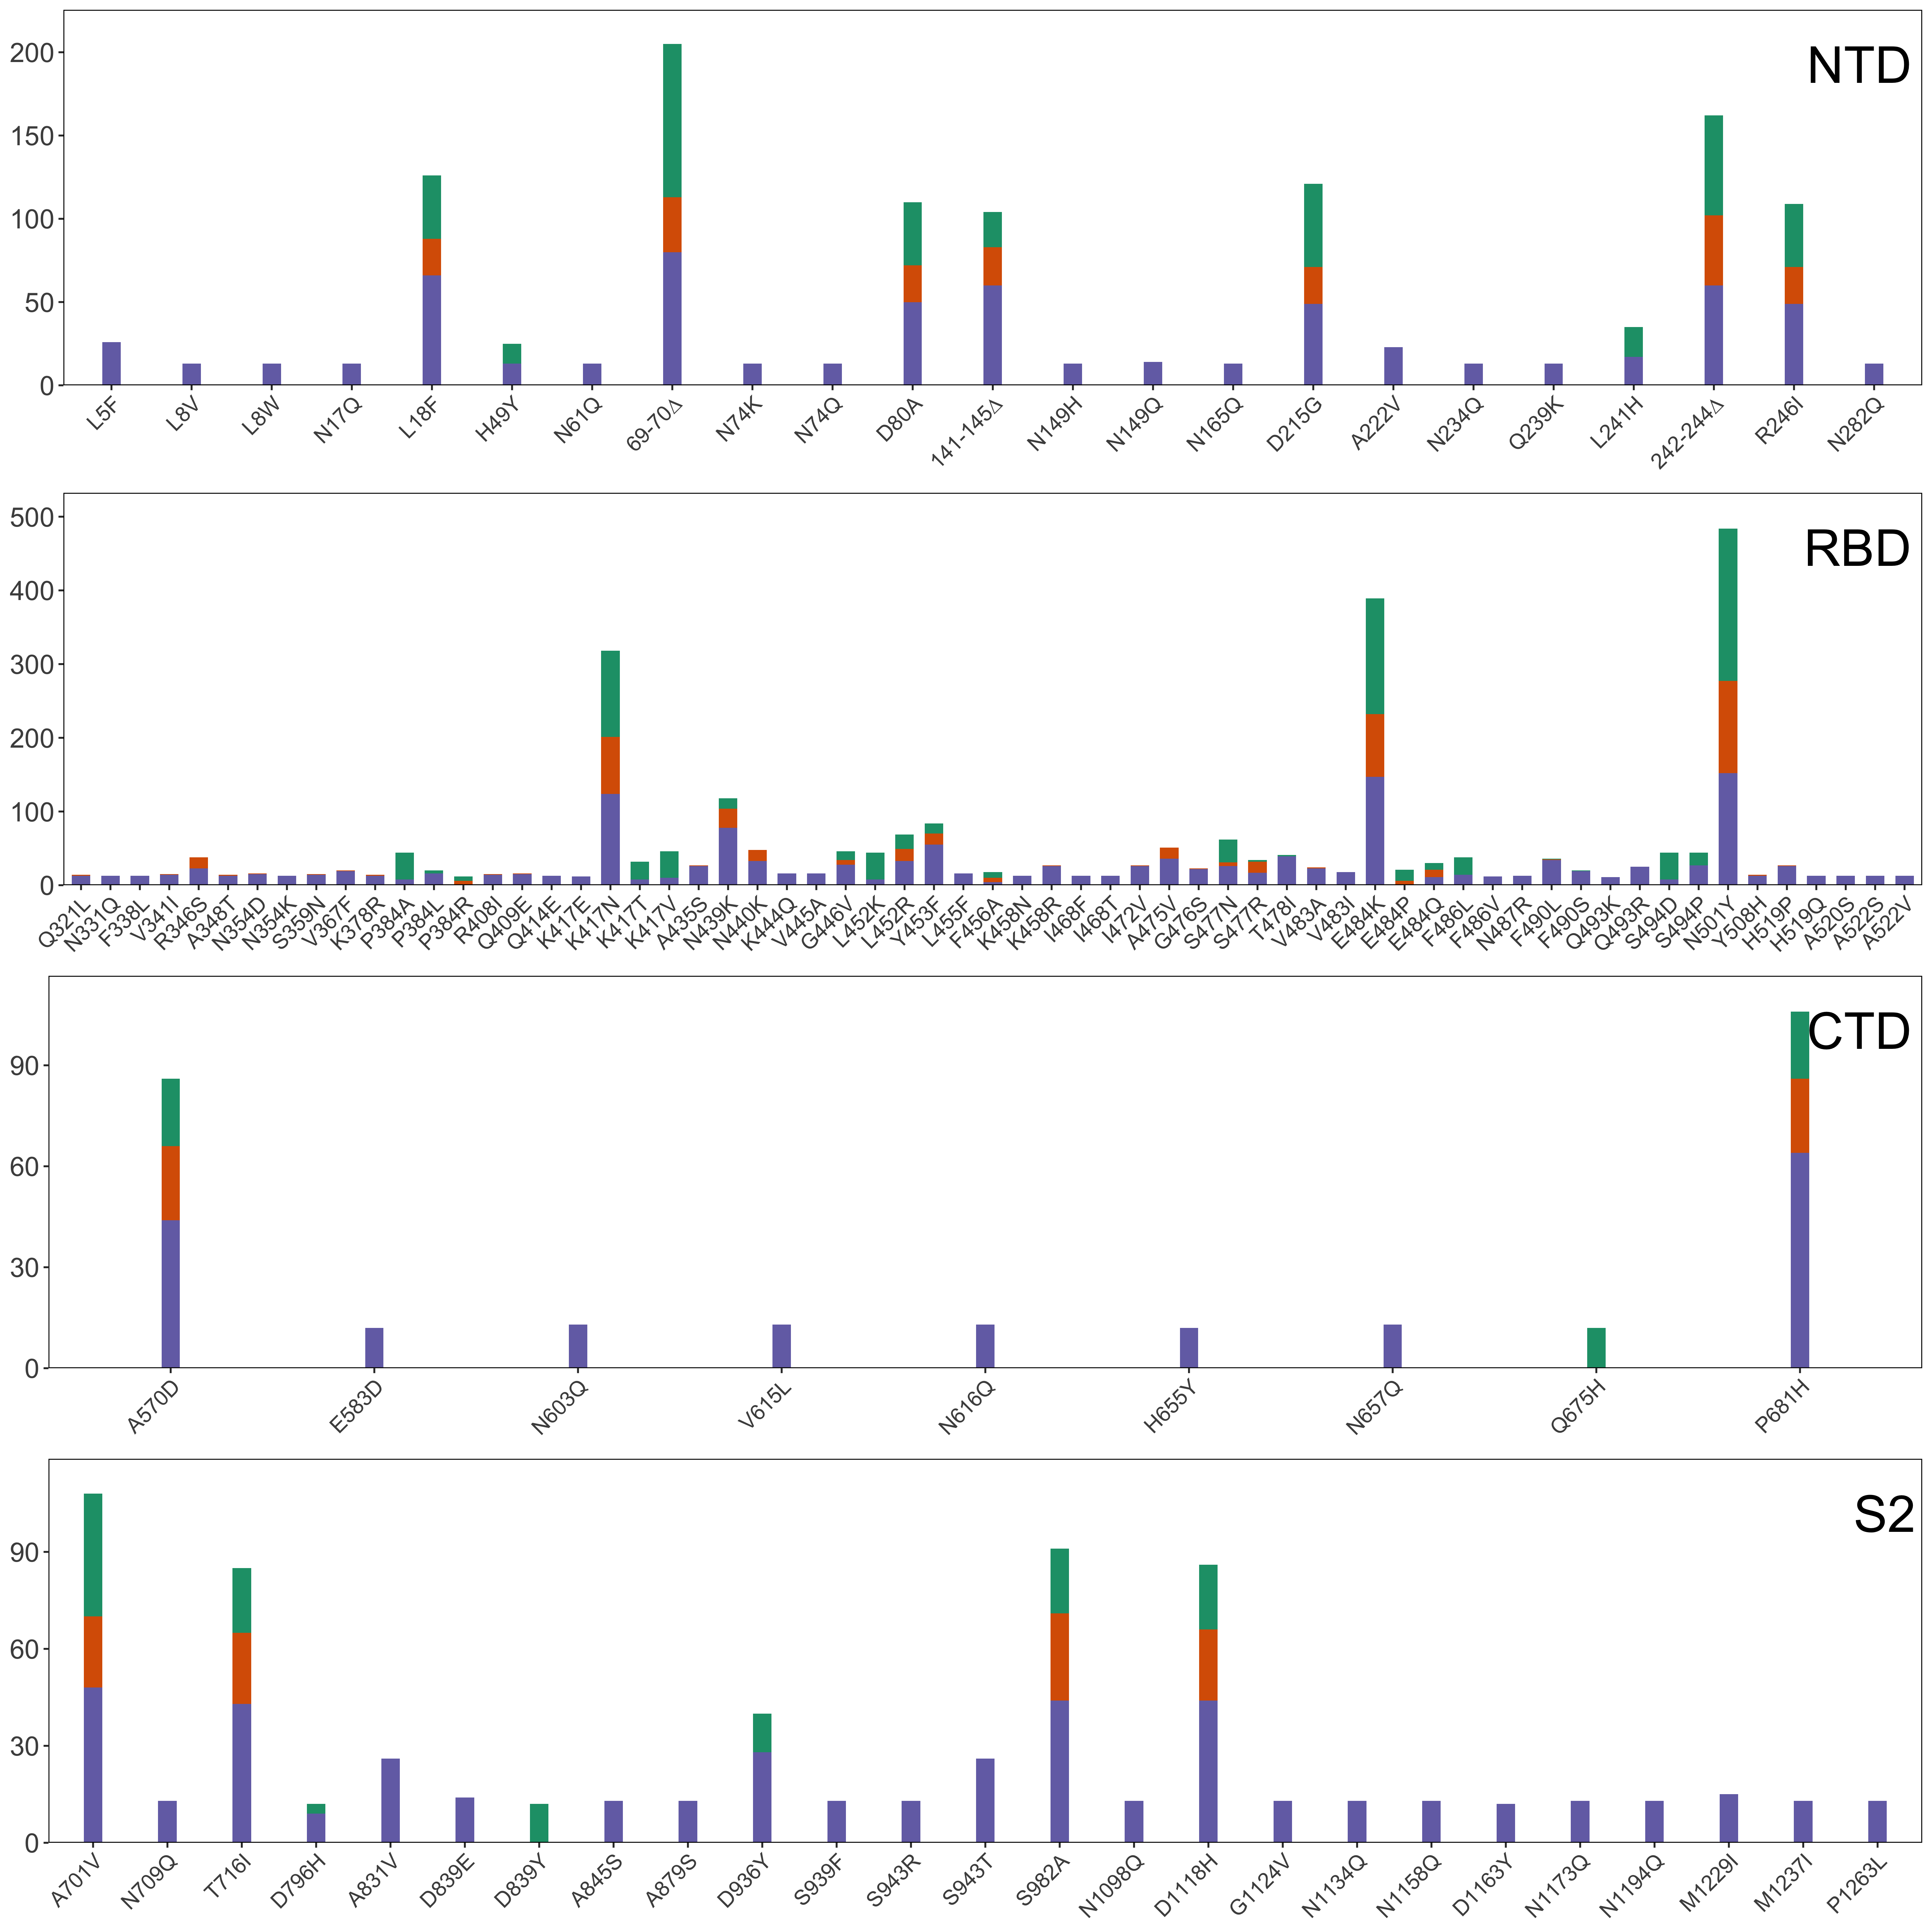 NTD
200
150
100
50
0
L5F L8V L8W N17Q L18F H49Y N61Q 69-70Δ N74K N74Q D80A 141-145Δ N149H N149Q N165Q D215G A222V N234Q Q239K L241H 242-244Δ R246I N282Q
RBD
500
400
300
200
100
0
Q321L N331Q F338L V341I R346S A348T N354D N354K S359N V367F K378R P384A P384L P384R R408I Q409E Q414E K417E K417N K417T K417V A435S N439K N440K K444Q V445A G446V L452K L452R Y453F L455F F456A K458N K458R I468F I468T I472V A475V G476S S477N S477R T478I V483A V483I E484K E484P E484Q F486L F486V N487R F490L F490S Q493K Q493R S494D S494P N501Y Y508H H519P H519Q A520S A522S A522V
CTD
90
60
30
0
A570D E583D N603Q V615L N616Q H655Y N657Q Q675H P681H
S2
90
60
30
0
A701V N709Q T716I D796H A831V D839E D839Y A845S A879S D936Y S939F S943R S943T S982A N1098Q D1118H G1124V N1134Q N1158Q D1163Y N1173Q N1194Q M1229I M1237I P1263L